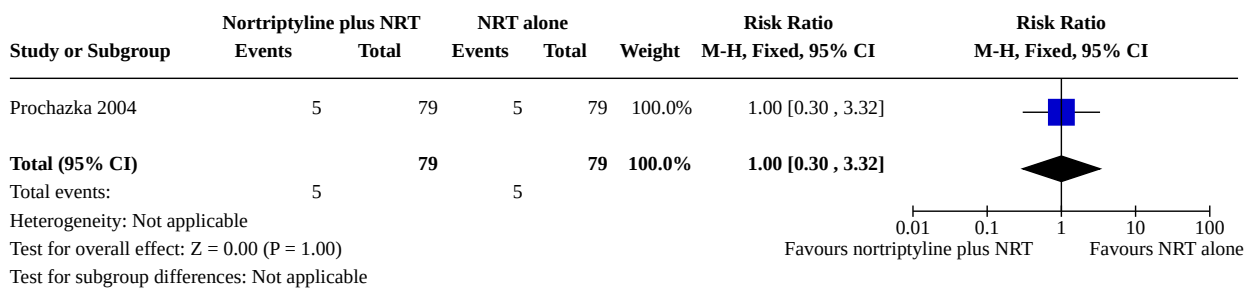 Nortriptyline plus NRT NRT alone Risk Ratio Risk Ratio
Study or Subgroup Events Total Events Total Weight M-H, Fixed, 95% CI M-H, Fixed, 95% CI
Prochazka 2004 5 79 5 79 100.0% 1.00 [0.30 , 3.32]
Total (95% CI) 79 79 100.0% 1.00 [0.30 , 3.32]
Total events: 5 5
Heterogeneity: Not applicable
0.01 0.1 1 10 100
Test for overall effect: Z = 0.00 (P = 1.00) Favours nortriptyline plus NRT Favours NRT alone
Test for subgroup differences: Not applicable